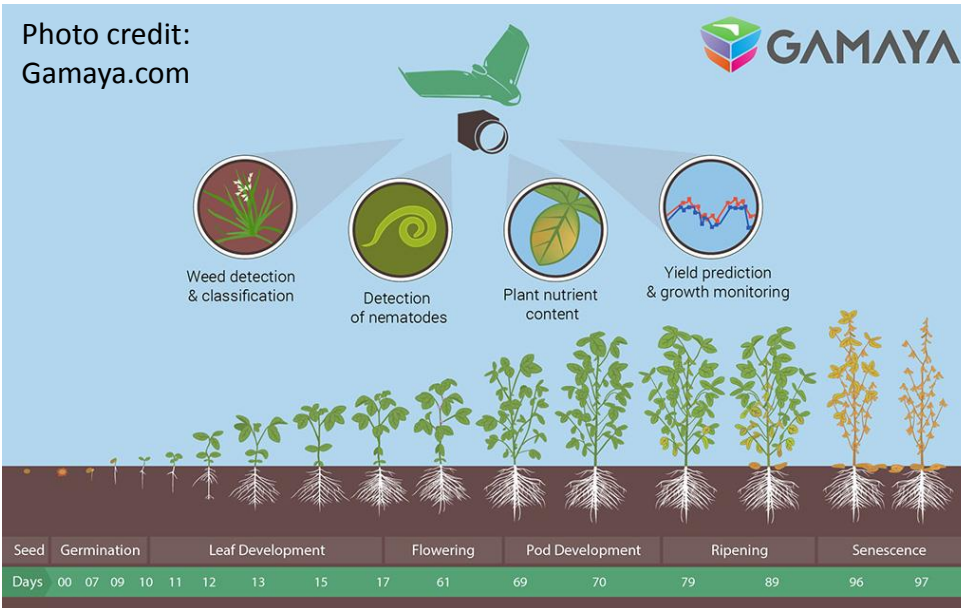 Photo credit:
Gamaya.com
GAMAYA
Weed detection
& classification
Detection
of nematodes
Plant nutrient
content
Yield prediction
& growth monitoring
Seed Germination Leaf Development Flowering Pod Development Ripening Senescence
Days 00 07 09 10 11 12 13 15 17 61 69 70 79 89 96 97